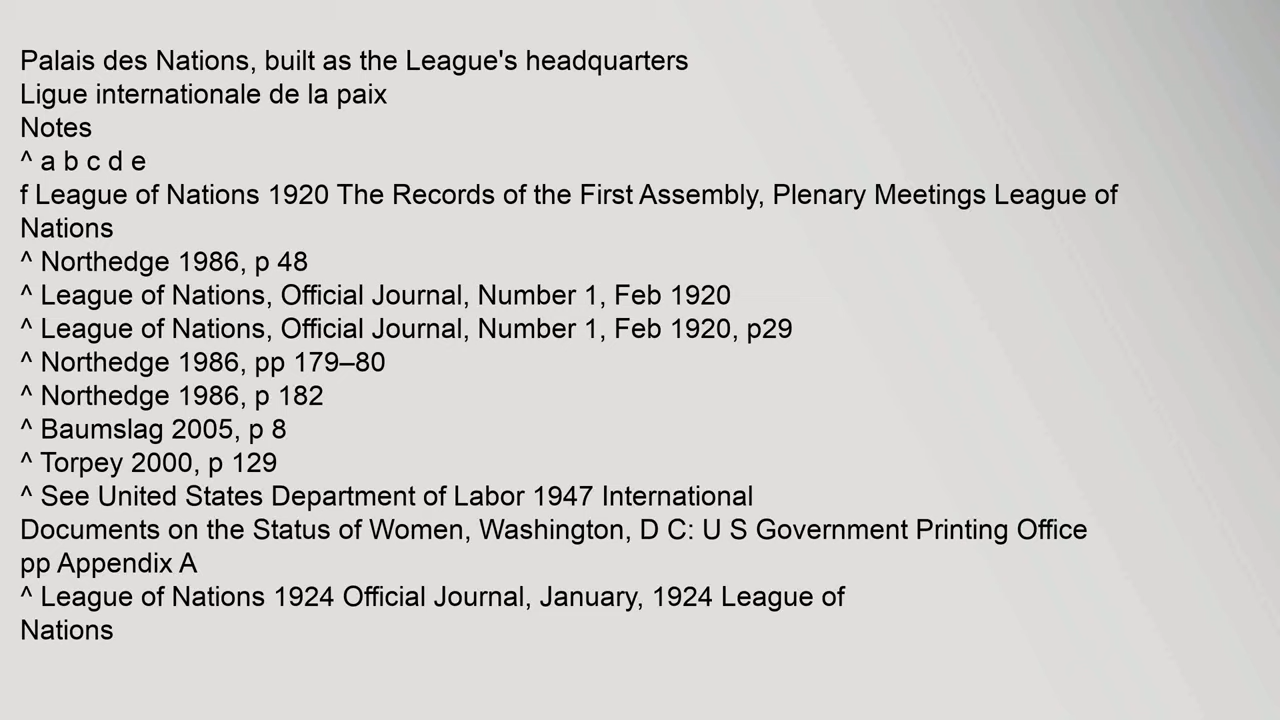 Palais des Nations, built as the League's headquarters
Ligue internationale de la paix
Notes
^ a b c d e
f League of Nations 1920 The Records of the First Assembly, Plenary Meetings League of
Nations
^ Northedge 1986, p 48
^ League of Nations, Official Journal, Number 1, Feb 1920
^ League of Nations, Official Journal, Number 1, Feb 1920, p29
^ Northedge 1986, pp 179–80
^ Northedge 1986, p 182
^ Baumslag 2005, p 8
^ Torpey 2000, p 129
^ See United States Department of Labor 1947 International
Documents on the Status of Women, Washington, D C: U S Government Printing Office
pp Appendix A
^ League of Nations 1924 Official Journal, January, 1924 League of
Nations